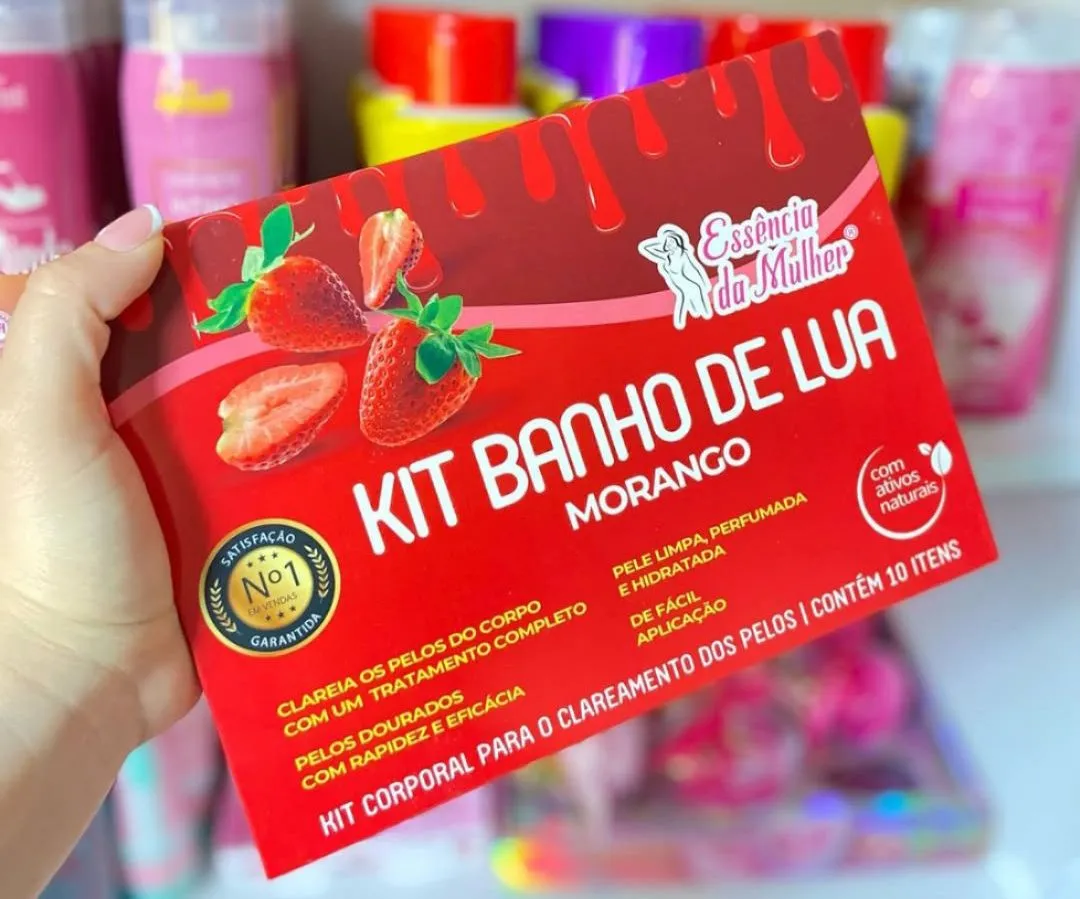 Essência
da Mulher®
KIT BANHO DE LUA
MORANGO
com
ativos
naturais
SATISFAÇÃO
Nº1
EM VENDAS
GARANTIDA
CLAREIA OS PELOS DO CORPO
COM UM TRATAMENTO COMPLETO
PELOS DOURADOS
COM RAPIDEZ E EFICÁCIA
PELE LIMPA, PERFUMADA
E HIDRATADA
DE FÁCIL
APLICAÇÃO
KIT CORPORAL PARA O CLAREAMENTO DOS PELOS | CONTÉM 10 ITENS